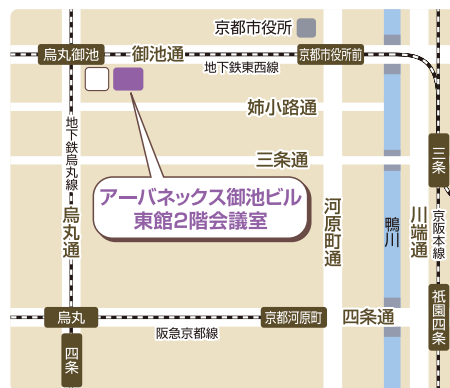 京都市役所
烏丸御池
御池通
京都市役所前
地下鉄東西線
姉小路通
地下鉄烏丸線
三条通
三条
アーバネックス御池ビル
東館2階会議室
烏丸通
河原町通
鴨川
川端通
京阪本線
祇園四条
烏丸
京都河原町
四条通
阪急京都線
四条